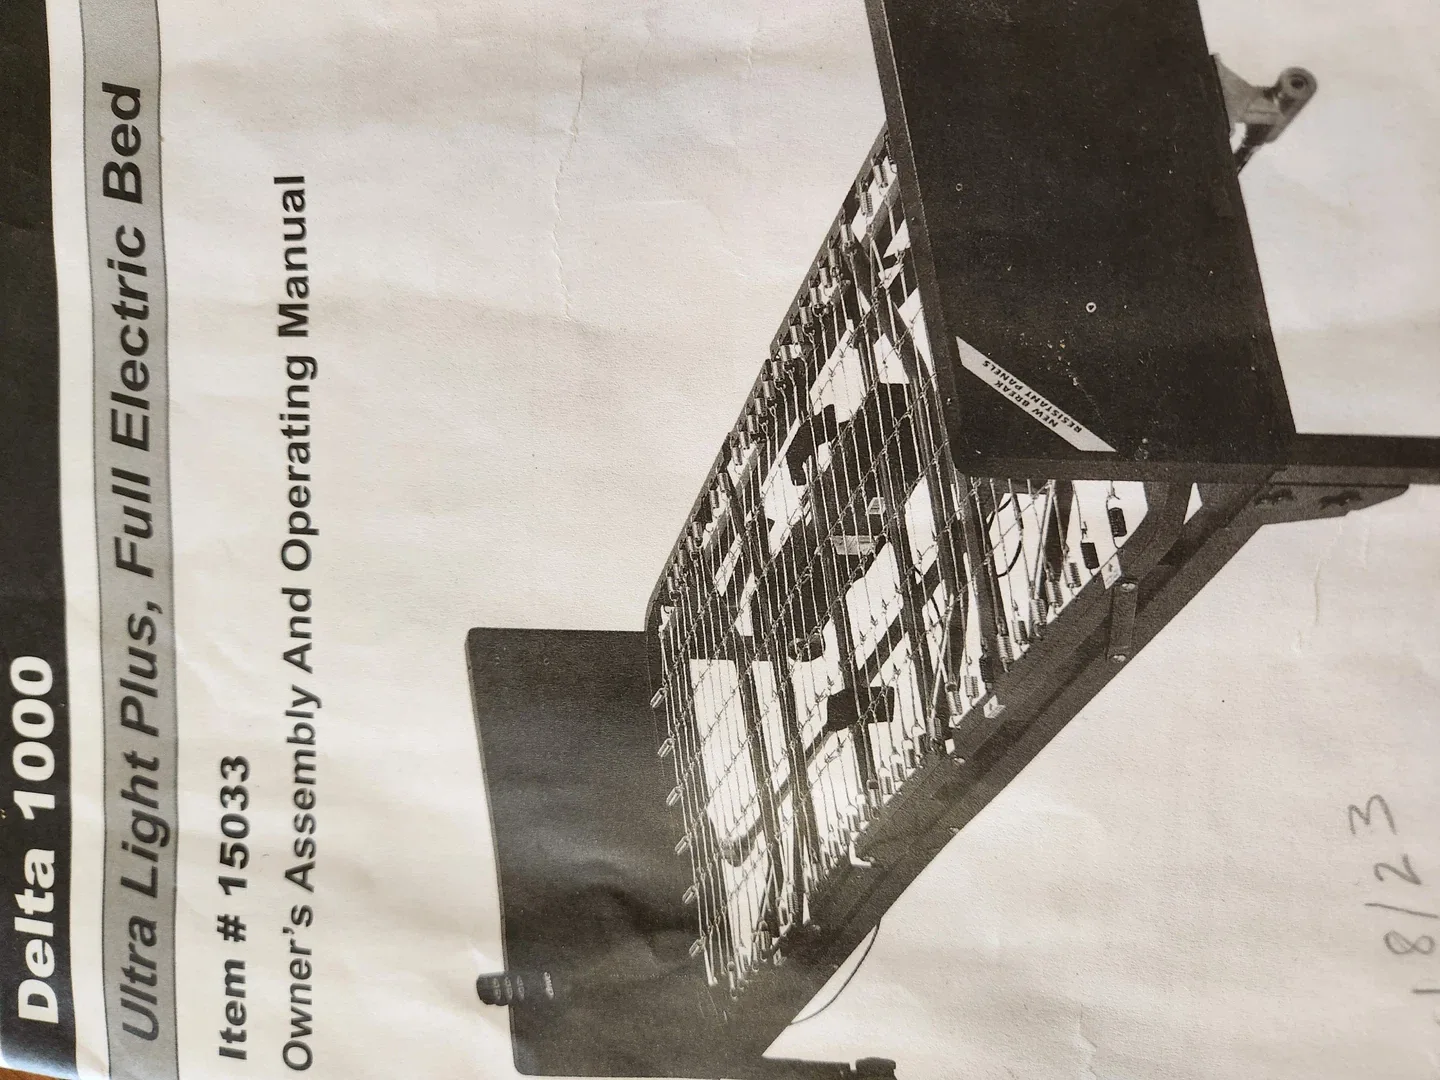 Delta 1000
Ultra Light Plus, Full Electric Bed
Item # 15033
Owner's Assembly And Operating Manual
NEW BREAK
RESISTANT PANELS
18/23